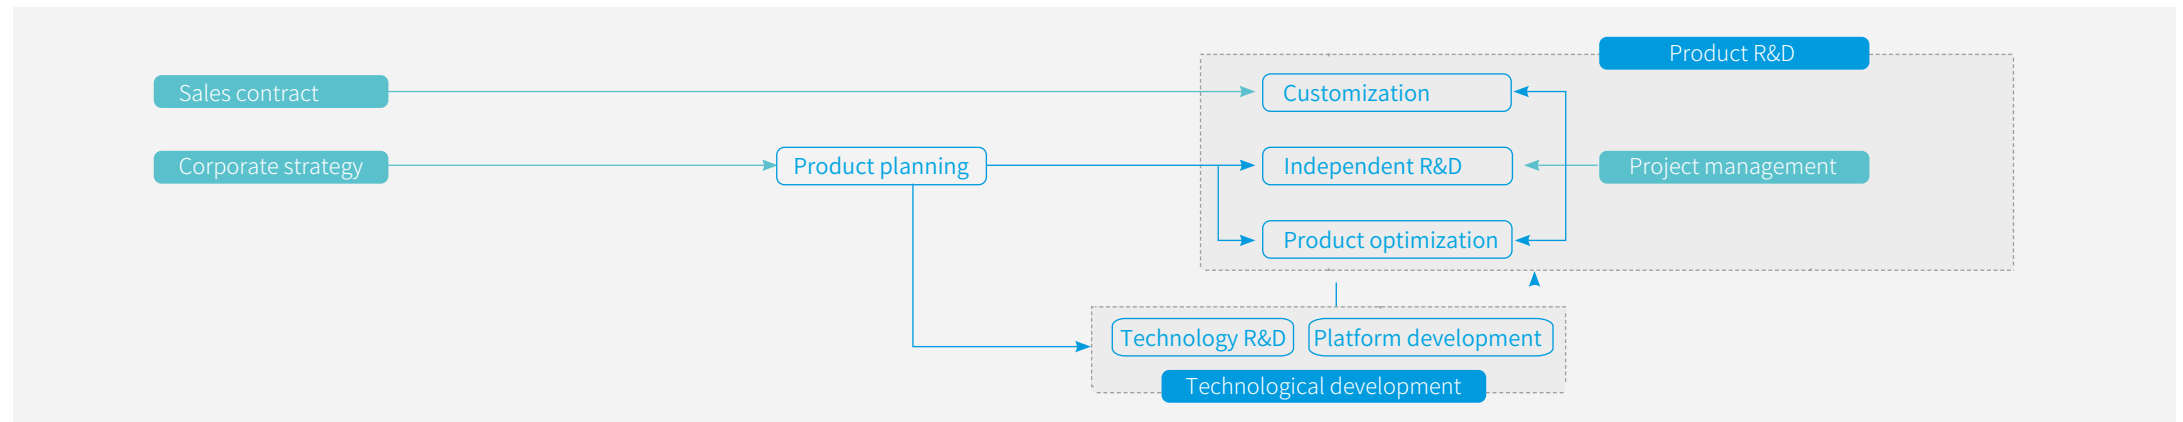 Product R&D
Sales contract
Customization
Corporate strategy
Product planning
Independent R&D
Project management
Product optimization
Technology R&D
Platform development
Technological development